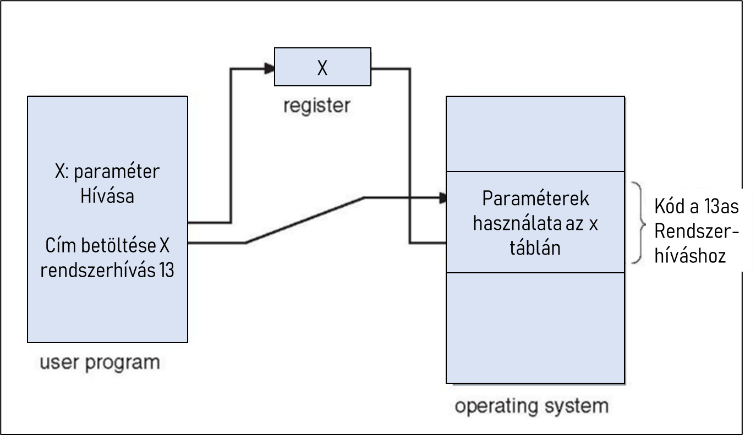 X
register
X: paraméter
Hívása
Cím betöltése X
rendszerhívás 13
user program
Paraméterek
használata az x
táblán
operating system
Kód a 13as
Rendszer-
híváshoz